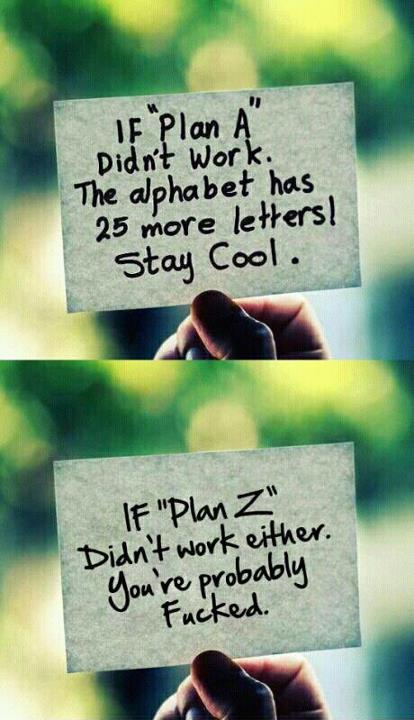 IF "Plan A"
Didn't Work.
The alphabet has
25 more letters!
Stay Cool.
IF "Plan Z"
Didn't work either.
You're probably
Fucked.